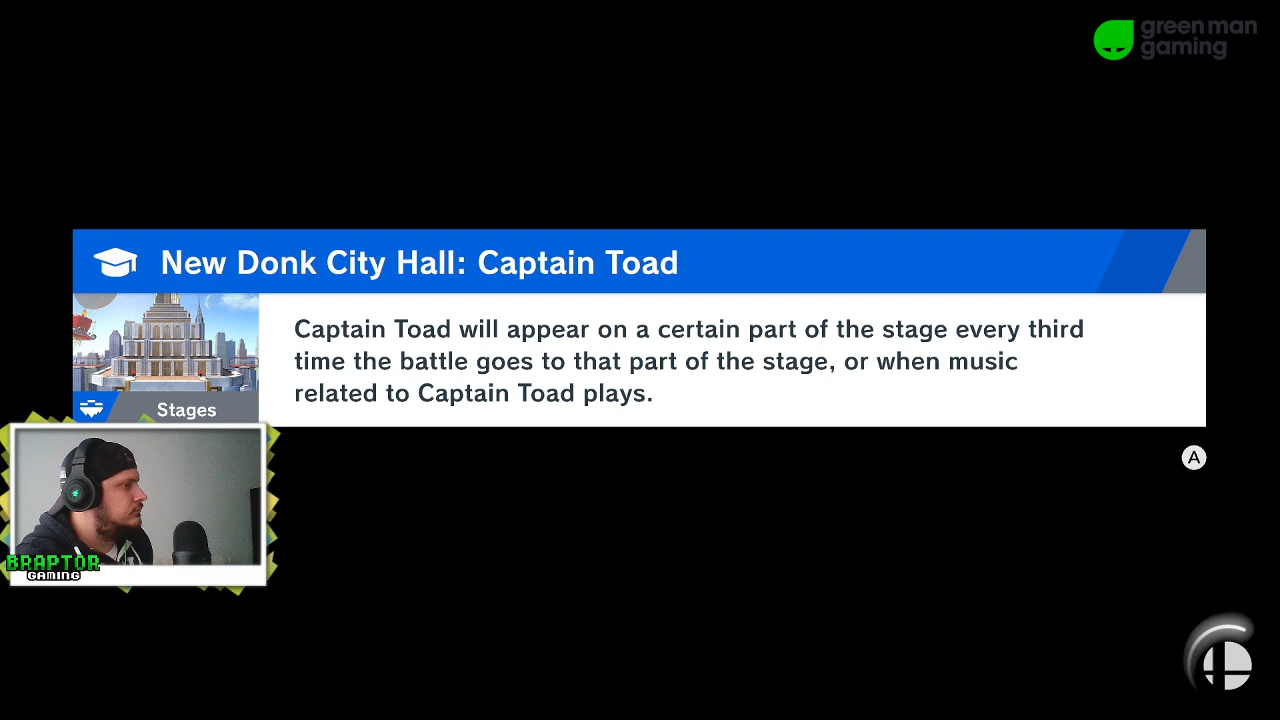 green man
gaming
New Donk City Hall: Captain Toad
Captain Toad will appear on a certain part of the stage every third
time the battle goes to that part of the stage, or when music
related to Captain Toad plays.
Stages
A
BRAPTOR
GAMING